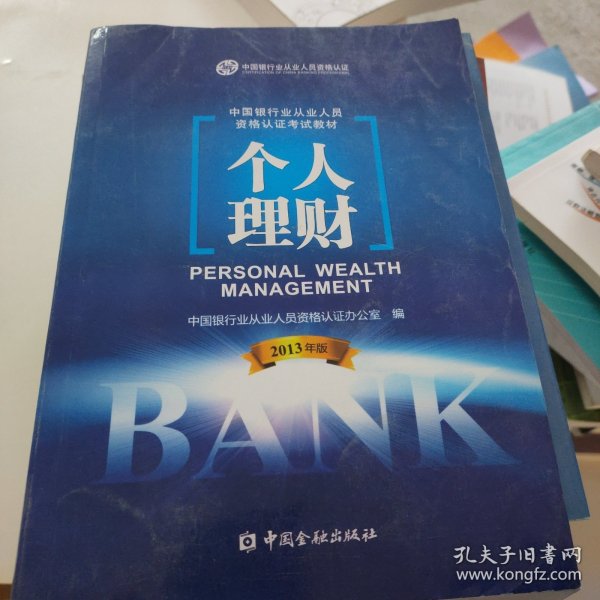 中国银行业从业人员资格认证
CERTIFICATION OF CHINA BANKING PROFESSIONAL
中国银行业从业人员
资格认证考试教材
个人
理财
PERSONAL WEALTH
MANAGEMENT
中国银行业从业人员资格认证办公室 编
2013年版
BANK
中国金融出版社
孔夫子旧书网
www.kongfz.com